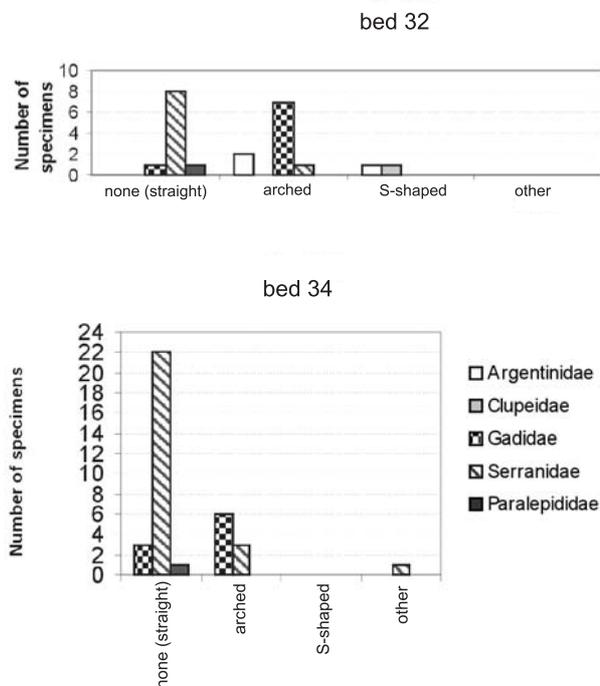 bed 32
Number of
specimens
10
8
6
4
2
0
none (straight)
arched
S-shaped
other
bed 34
Number of specimens
24
22
20
18
16
14
12
10
8
6
4
2
0
none (straight)
arched
S-shaped
other
Argentinidae
Clupeidae
Gadidae
Serranidae
Paralepididae